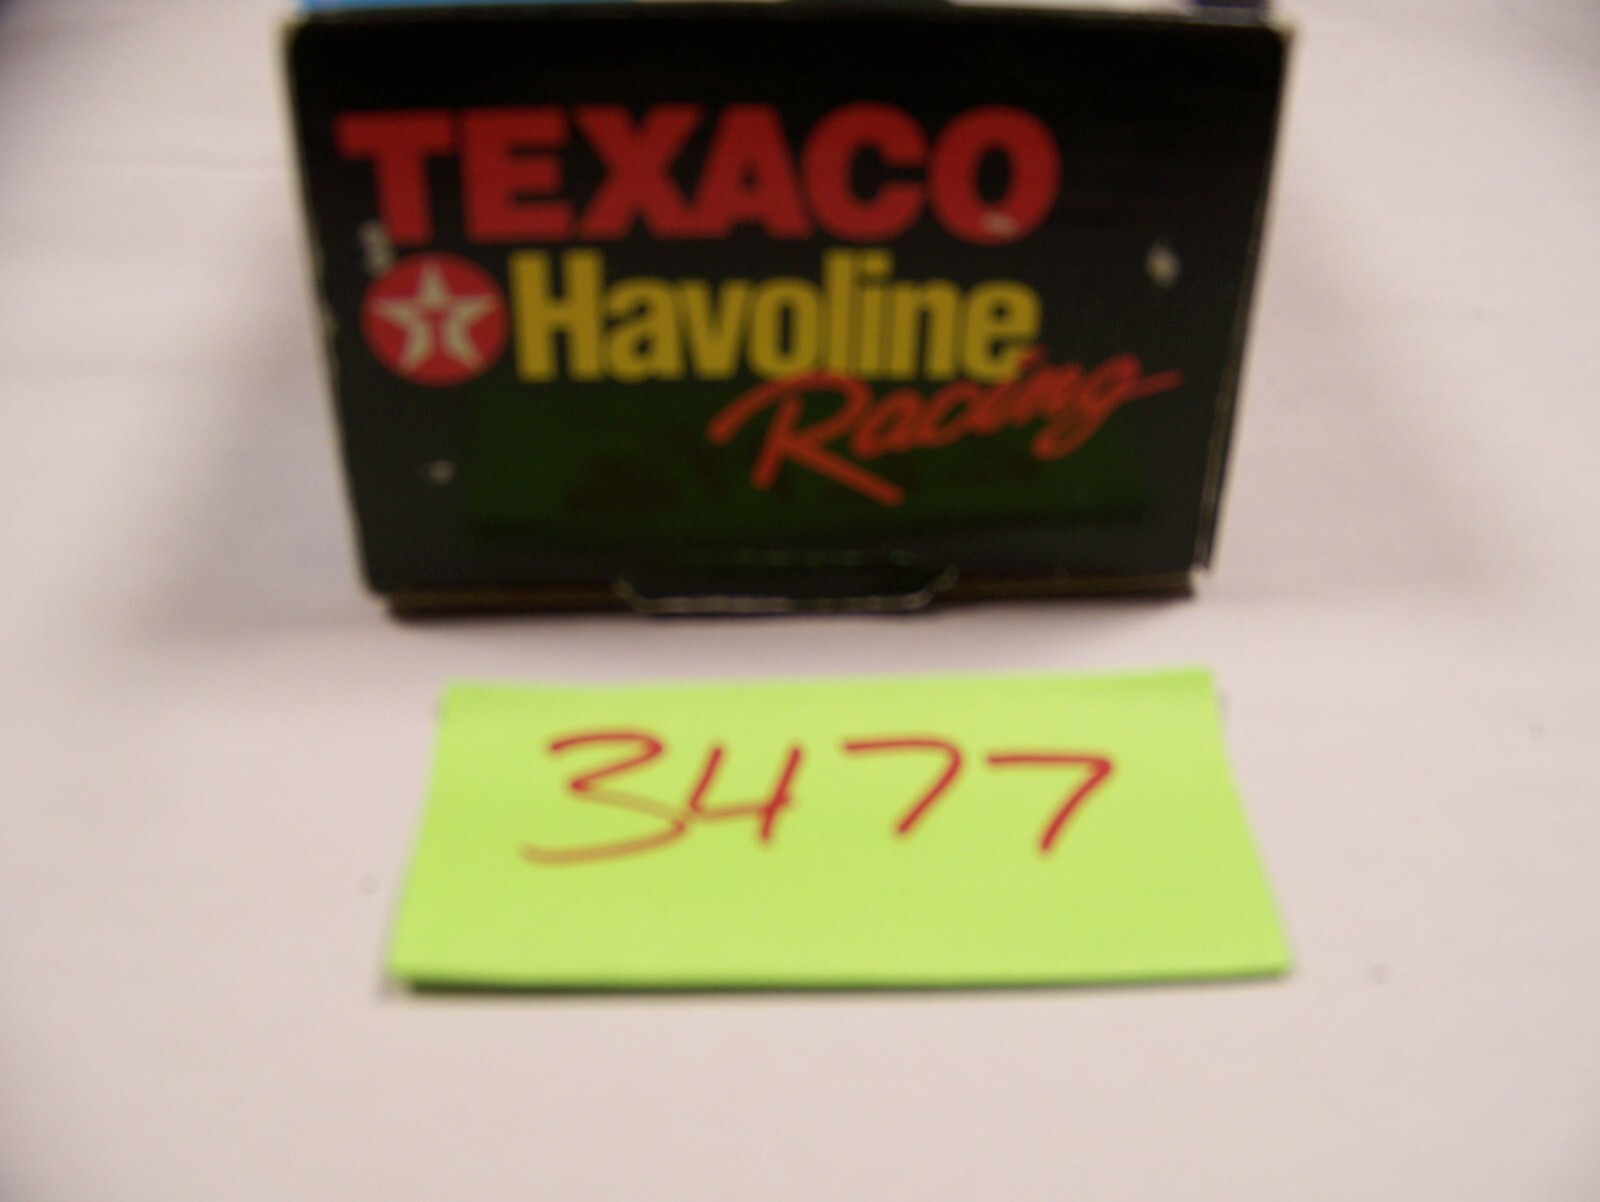 TEXACO
Havoline
Racing
3477